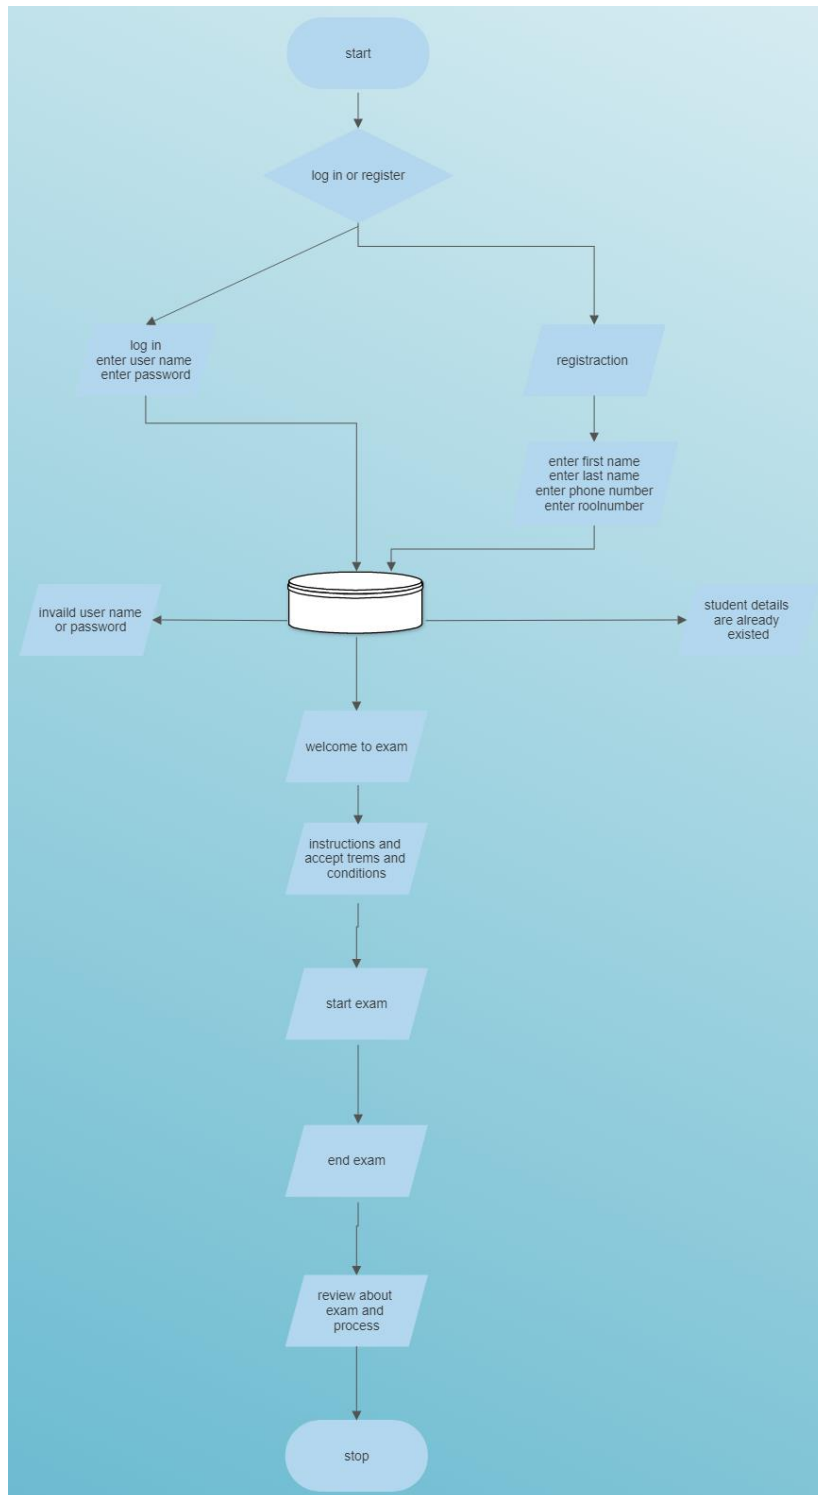 start
log in or register
log in
enter user name
enter password
registraction
enter first name
enter last name
enter phone number
enter roolnumber
invaild user name
or password
student details
are already
existed
welcome to exam
instructions and
accept trems and
conditions
start exam
end exam
review about
exam and
process
stop